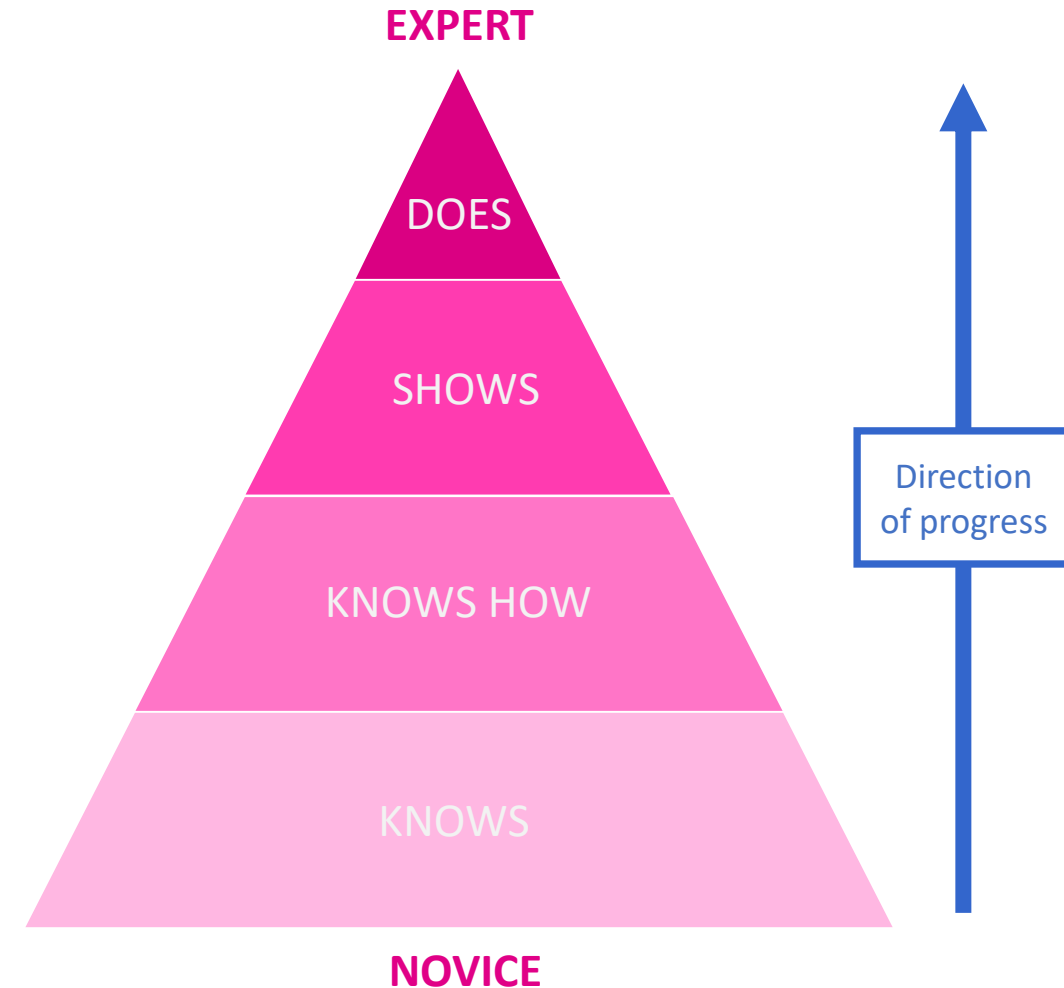 EXPERT
DOES
SHOWS
Direction
of progress
KNOWS HOW
KNOWS
NOVICE